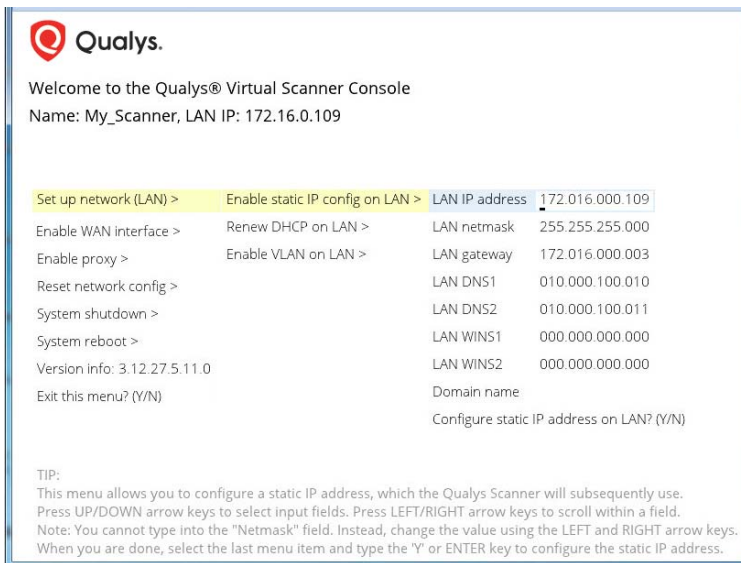 Qualys.
Welcome to the Qualys® Virtual Scanner Console
Name: My_Scanner, LAN IP: 172.16.0.109
Set up network (LAN) > Enable static IP config on LAN > LAN IP address 172.016.000.109
Enable WAN interface > Renew DHCP on LAN > LAN netmask 255.255.255.000
Enable proxy > Enable VLAN on LAN > LAN gateway 172.016.000.003
Reset network config > LAN DNS1 010.000.100.010
System shutdown > LAN DNS2 010.000.100.011
System reboot > LAN WINS1 000.000.000.000
Version info: 3.12.27.5.11.0 LAN WINS2 000.000.000.000
Exit this menu? (Y/N) Domain name
Configure static IP address on LAN? (Y/N)
TIP:
This menu allows you to configure a static IP address, which the Qualys Scanner will subsequently use.
Press UP/DOWN arrow keys to select input fields. Press LEFT/RIGHT arrow keys to scroll within a field.
Note: You cannot type into the "Netmask" field. Instead, change the value using the LEFT and RIGHT arrow keys.
When you are done, select the last menu item and type the 'Y' or ENTER key to configure the static IP address.